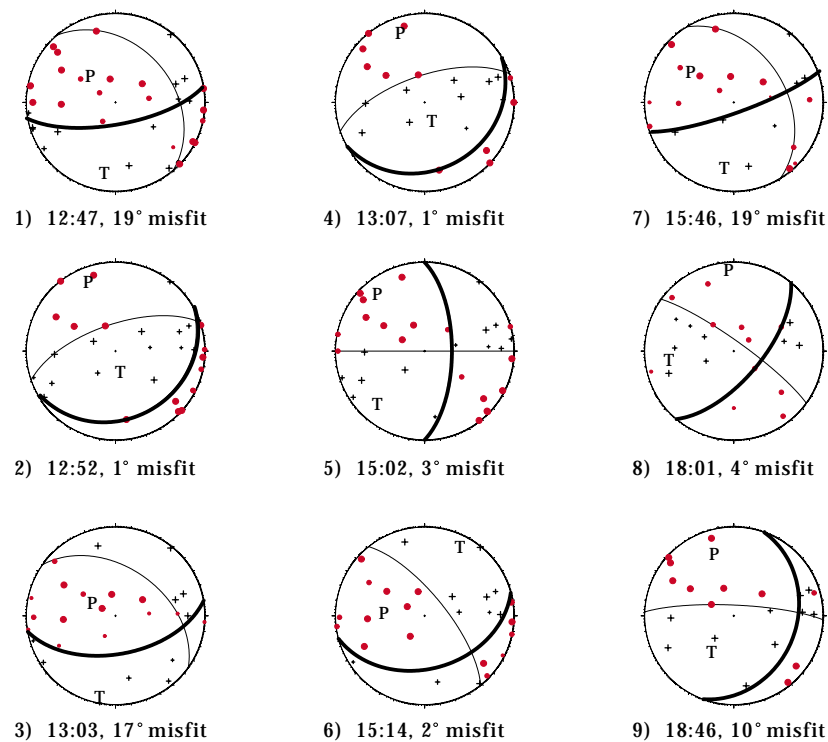 P
T
1) 12:47, 19° misfit
P
T
4) 13:07, 1° misfit
P
T
7) 15:46, 19° misfit
P
T
2) 12:52, 1° misfit
P
T
5) 15:02, 3° misfit
P
T
8) 18:01, 4° misfit
P
T
3) 13:03, 17° misfit
T
P
6) 15:14, 2° misfit
P
T
9) 18:46, 10° misfit